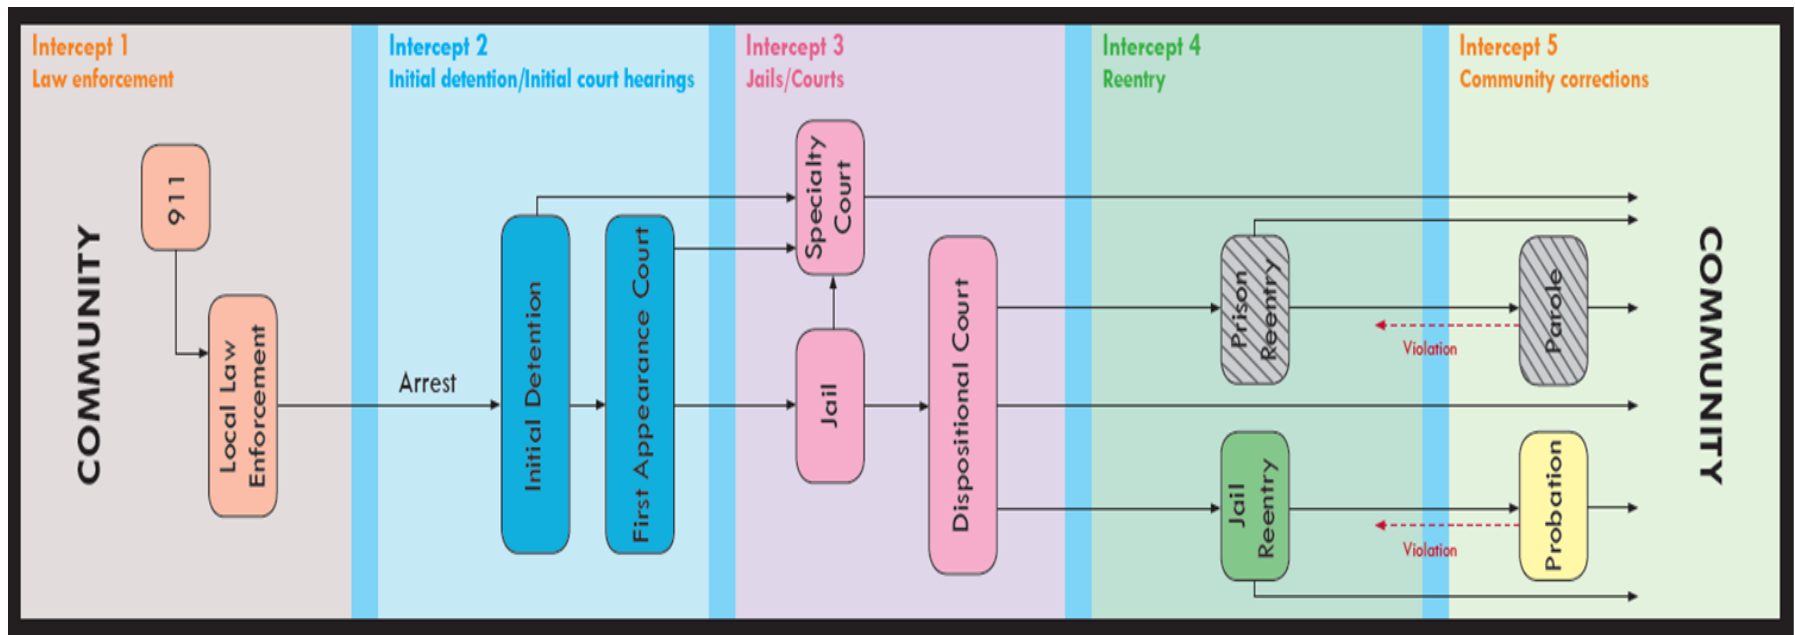 Intercept 1
Law enforcement
Intercept 2
Initial detention/Initial court hearings
Intercept 3
Jails/Courts
Intercept 4
Reentry
Intercept 5
Community corrections
COMMUNITY
911
Local Law
Enforcement
Arrest
Initial Detention
First Appearance Court
Specialty
Court
Jail
Dispositional Court
Prison
Reentry
Violation
Parole
Jail
Reentry
Violation
Probation
COMMUNITY